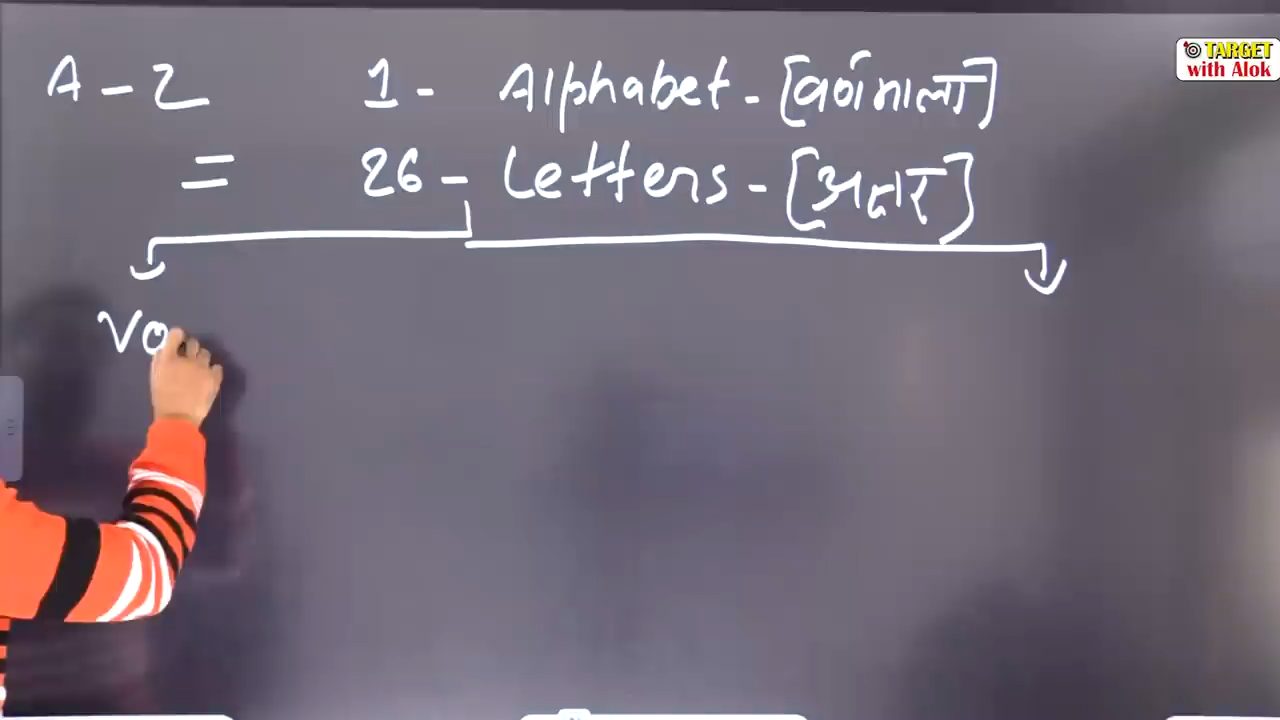 TARGET
with Alok
A - Z 1 - Alphabet - [वर्णमाला]
= 26 - Letters - [अक्षर]
Vo